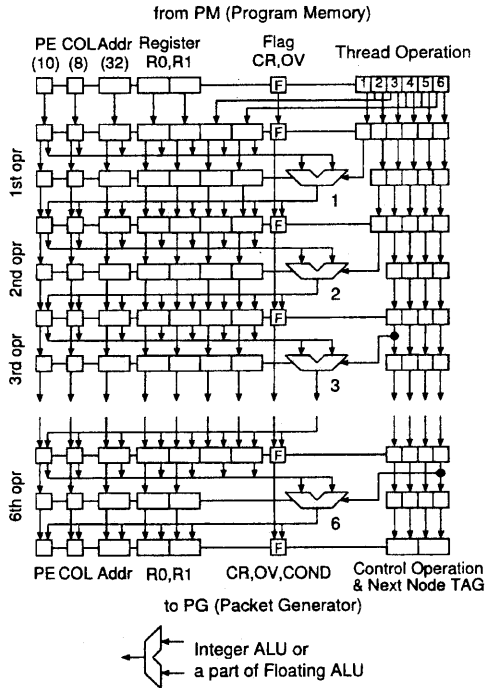 from PM (Program Memory)
PE COL Addr Register Flag Thread Operation
(10) (8) (32) R0,R1 CR,OV
F 1 2 3 4 5 6
F
1st opr
1
F
2nd opr
2
F
3rd opr
3
F
6th opr
6
F
PE COL Addr R0,R1 CR,OV,COND Control Operation
& Next Node TAG
to PG (Packet Generator)
Integer ALU or
a part of Floating ALU